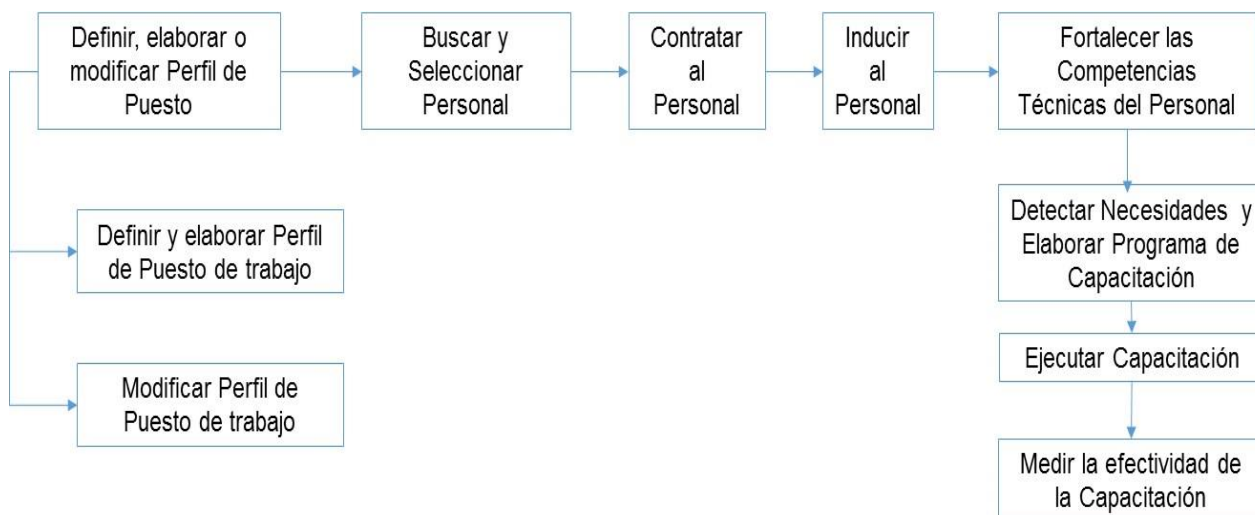 Definir, elaborar o
modificar Perfil de
Puesto
Buscar y
Seleccionar
Personal
Contratar
al
Personal
Inducir
al
Personal
Fortalecer las
Competencias
Técnicas del Personal
Definir y elaborar Perfil
de Puesto de trabajo
Modificar Perfil de
Puesto de trabajo
Detectar Necesidades y
Elaborar Programa de
Capacitación
Ejecutar Capacitación
Medir la efectividad de
la Capacitación